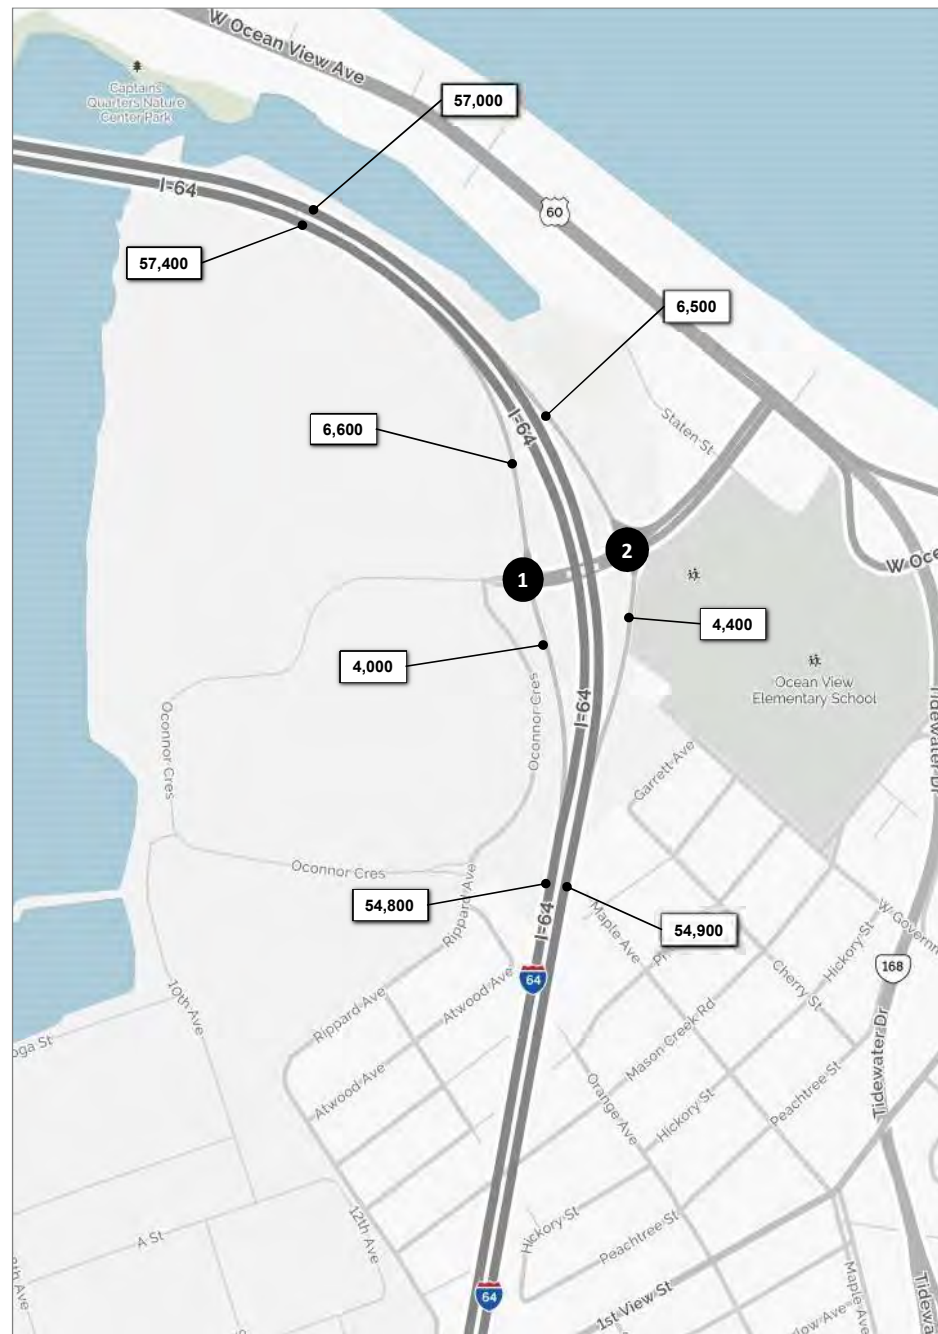 W Ocean View Ave
Captains
Quarters Nature
Center Park
57,000
I-64
60
57,400
6,500
I-64
6,600
Staten St
1
2
W Oce
4,400
4,000
Ocean View
Elementary School
Oconnor Cres
Oconnor Cres
I-64
Tidewater Dr
Garrett Ave
Oconnor Cres
Rippard Ave
54,800
54,900
I-64
Maple Ave
W Governm
Hickory St
168
64
Cherry St
Atwood Ave
10th Ave
Rippard Ave
Mason Creek Rd
oga St
Atwood Ave
Orange Ave
Hickory St
Peachtree St
Tidewater Dr
12th Ave
A St
Hickory St
Peachtree St
64
1st View St
Maple Ave
Tidewa